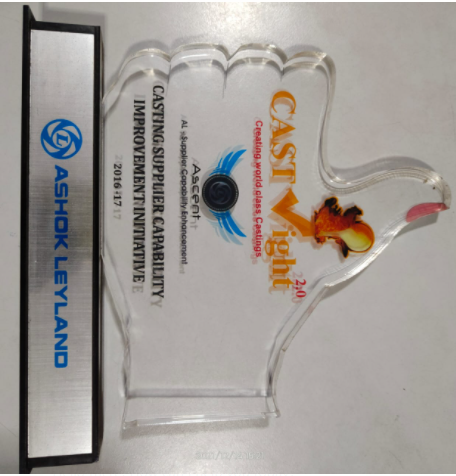 CAST Right
2.0
Creating world class Castings
Ascent
AL Supplier Capability Enhancement
CASTING SUPPLIER CAPABILITY
IMPROVEMENT INITIATIVE
2016-17
ASHOK LEYLAND